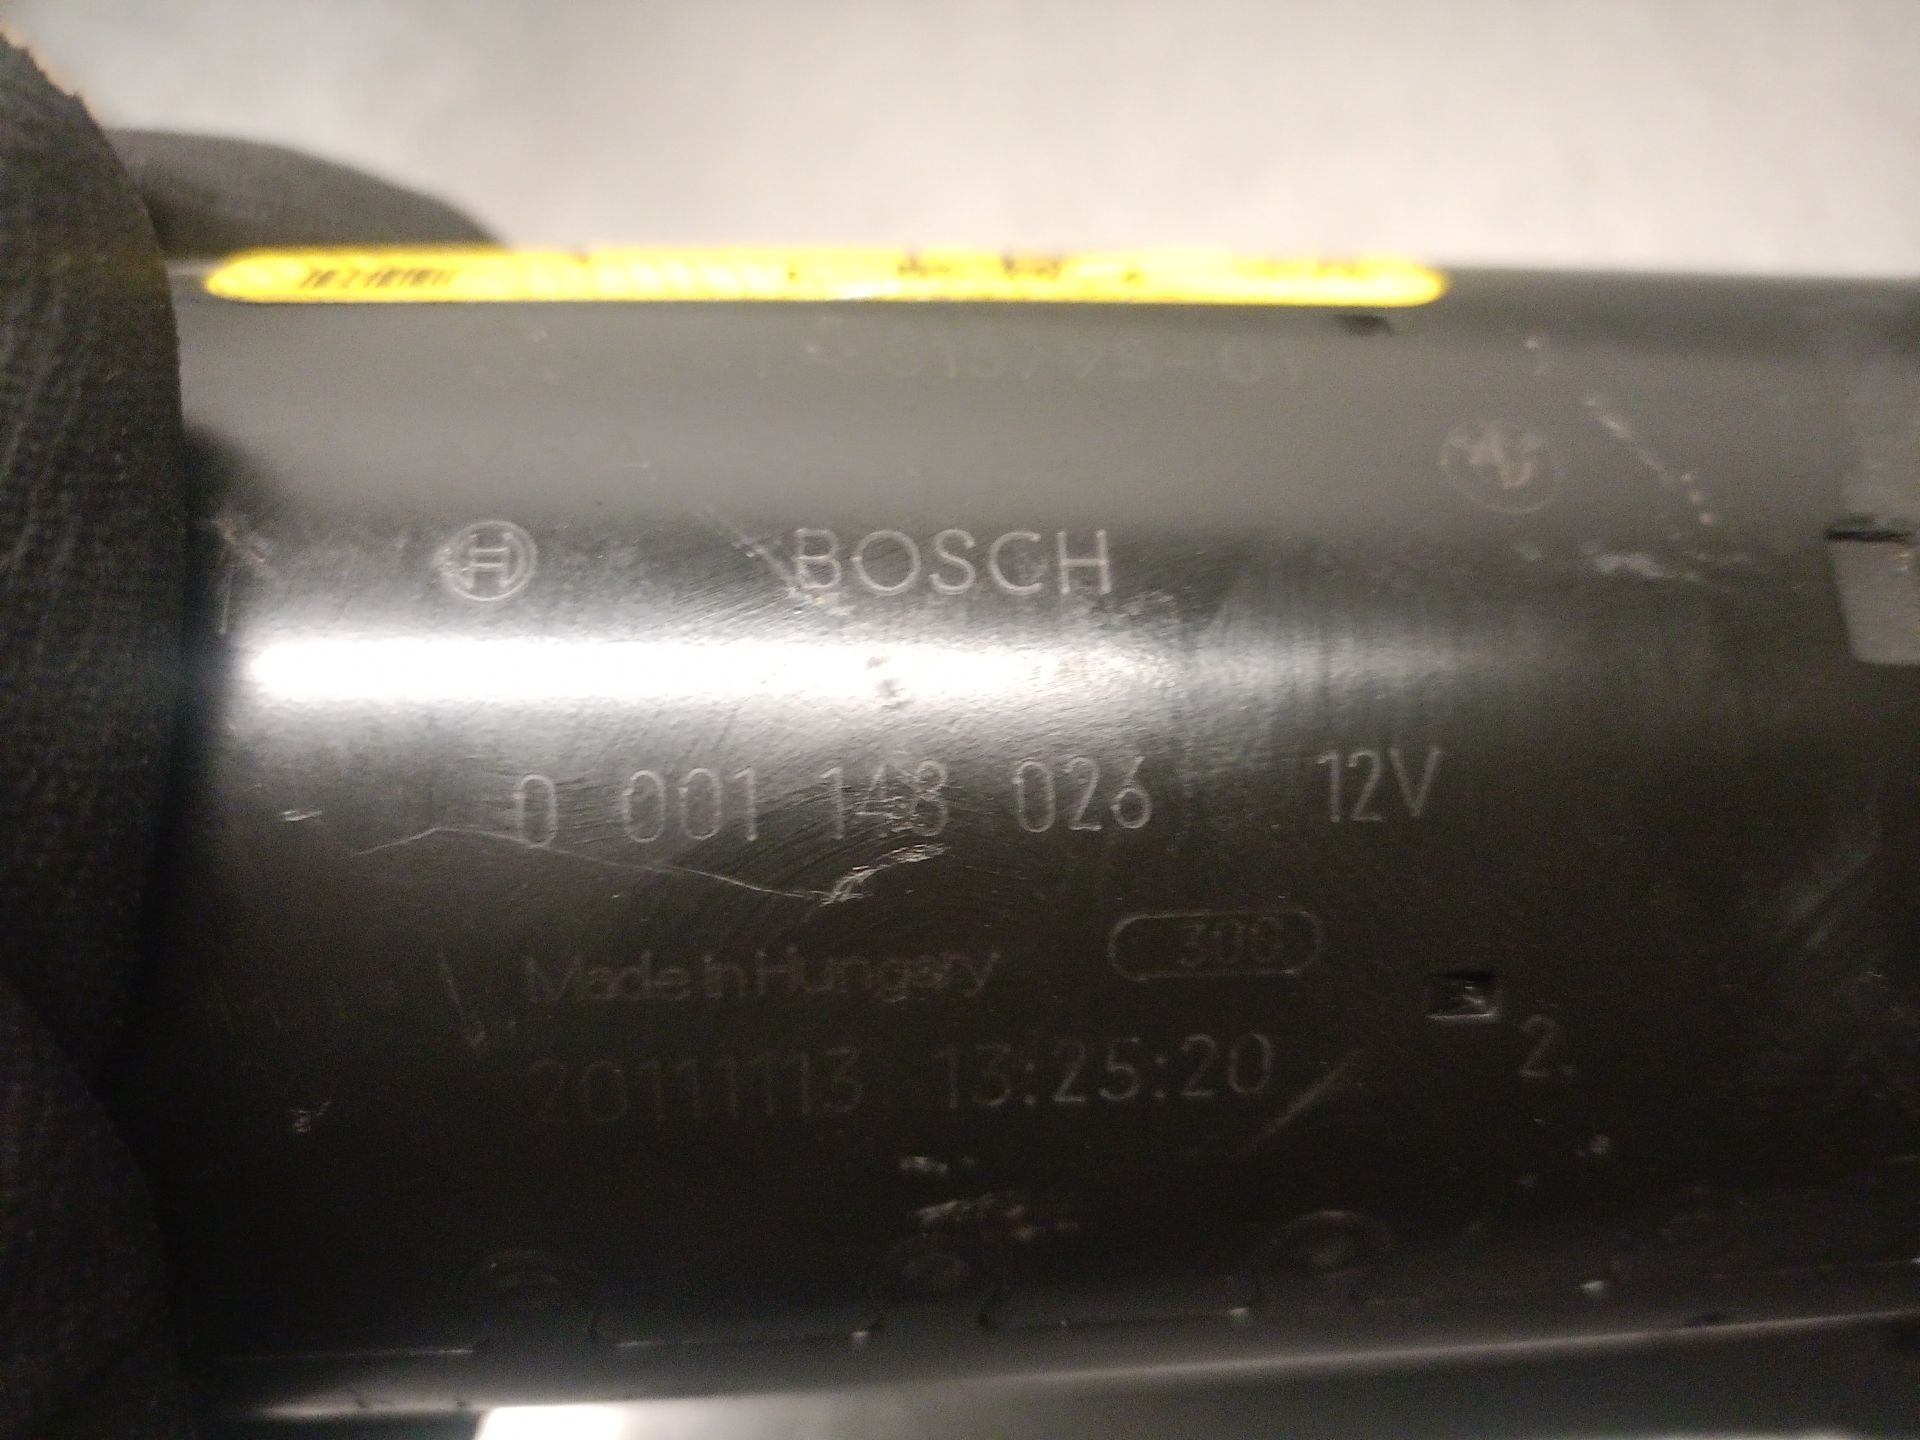 BOSCH
0 001 148 026 12V
Made in Hungary 300
20111113 13:25:20
2.